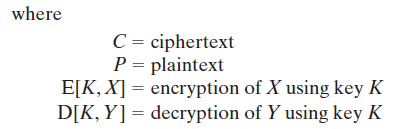 where
C = ciphertext
P = plaintext
E[K, X] = encryption of X using key K
D[K, Y] = decryption of Y using key K